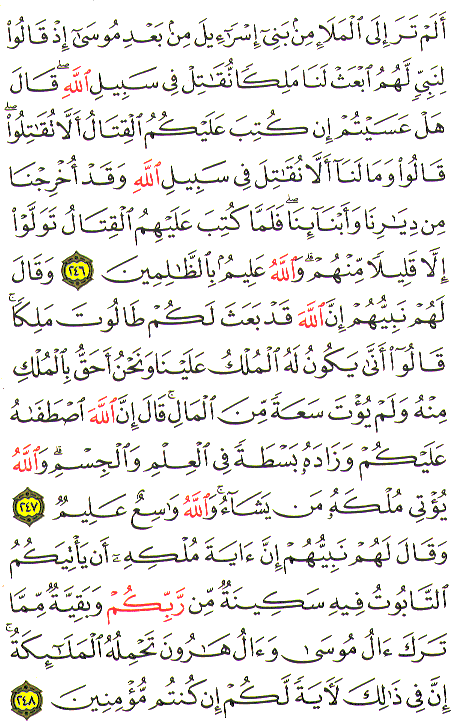 أَلَمْ تَرَ إِلَى ٱلْمَلَإِ مِنۢ بَنِىٓ إِسْرَٰٓءِيلَ مِنۢ بَعْدِ مُوسَىٰٓ إِذْ قَالُوا۟
لِنَبِىٍّ لَّهُمُ ٱبْعَثْ لَنَا مَلِكًا نُّقَٰتِلْ فِى سَبِيلِ ٱللَّهِ ۖ قَالَ
هَلْ عَسَيْتُمْ إِن كُتِبَ عَلَيْكُمُ ٱلْقِتَالُ أَلَّا تُقَٰتِلُوا۟ ۖ
قَالُوا۟ وَمَا لَنَآ أَلَّا نُقَٰتِلَ فِى سَبِيلِ ٱللَّهِ وَقَدْ أُخْرِجْنَا
مِن دِيَٰرِنَا وَأَبْنَآئِنَا ۖ فَلَمَّا كُتِبَ عَلَيْهِمُ ٱلْقِتَالُ تَوَلَّوْا۟
إِلَّا قَلِيلًا مِّنْهُمْ ۗ وَٱللَّهُ عَلِيمٌۢ بِٱلظَّٰلِمِينَ ٢٤٦ وَقَالَ
لَهُمْ نَبِيُّهُمْ إِنَّ ٱللَّهَ قَدْ بَعَثَ لَكُمْ طَالُوتَ مَلِكًا ۚ
قَالُوٓا۟ أَنَّىٰ يَكُونُ لَهُ ٱلْمُلْكُ عَلَيْنَا وَنَحْنُ أَحَقُّ بِٱلْمُلْكِ
مِنْهُ وَلَمْ يُؤْتَ سَعَةً مِّنَ ٱلْمَالِ ۚ قَالَ إِنَّ ٱللَّهَ ٱصْطَفَىٰهُ
عَلَيْكُمْ وَزَادَهُۥ بَسْطَةً فِى ٱلْعِلْمِ وَٱلْجِسْمِ ۖ وَٱللَّهُ
يُؤْتِى مُلْكَهُۥ مَن يَشَآءُ ۚ وَٱللَّهُ وَٰسِعٌ عَلِيمٌ ٢٤٧
وَقَالَ لَهُمْ نَبِيُّهُمْ إِنَّ ءَايَةَ مُلْكِهِۦٓ أَن يَأْتِيَكُمُ
ٱلتَّابُوتُ فِيهِ سَكِينَةٌ مِّن رَّبِّكُمْ وَبَقِيَّةٌ مِّمَّا
تَرَكَ ءَالُ مُوسَىٰ وَءَالُ هَٰرُونَ تَحْمِلُهُ ٱلْمَلَٰٓئِكَةُ ۚ
إِنَّ فِى ذَٰلِكَ لَءَايَةً لَّكُمْ إِن كُنتُم مُّؤْمِنِينَ ٢٤٨